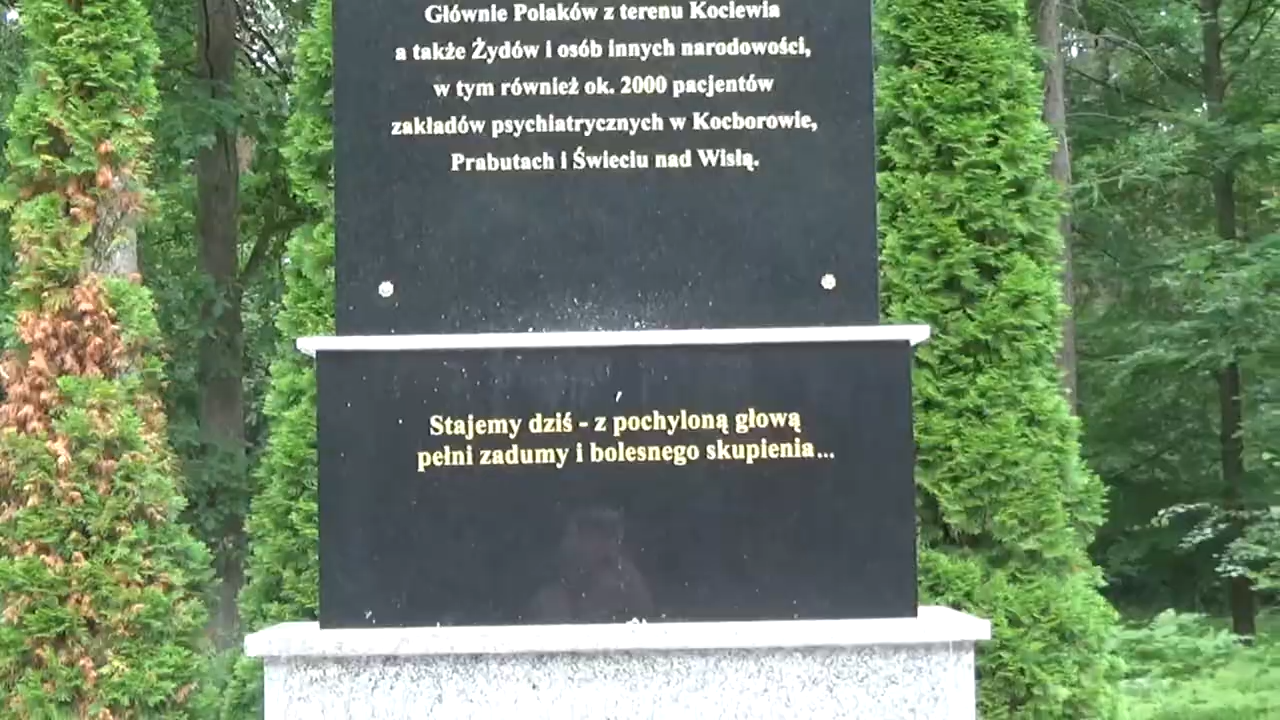 Głównie Polaków z terenu Kociewia
a także Żydów i osób innych narodowości,
w tym również ok. 2000 pacjentów
zakładów psychiatrycznych w Kocborowie,
Prabutach i Świeciu nad Wisłą.
Stajemy dziś - z pochyloną głową
pełni zadumy i bolesnego skupienia...